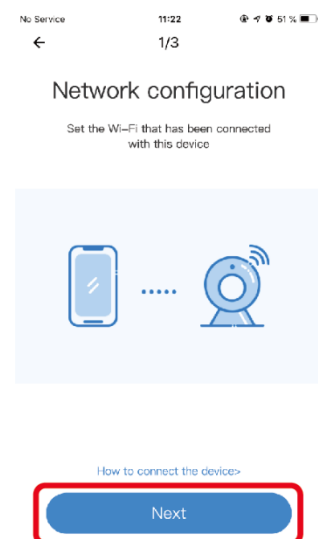 No Service 11:22 51 %
1/3
Network configuration
Set the Wi-Fi that has been connected
with this device
How to connect the device>
Next